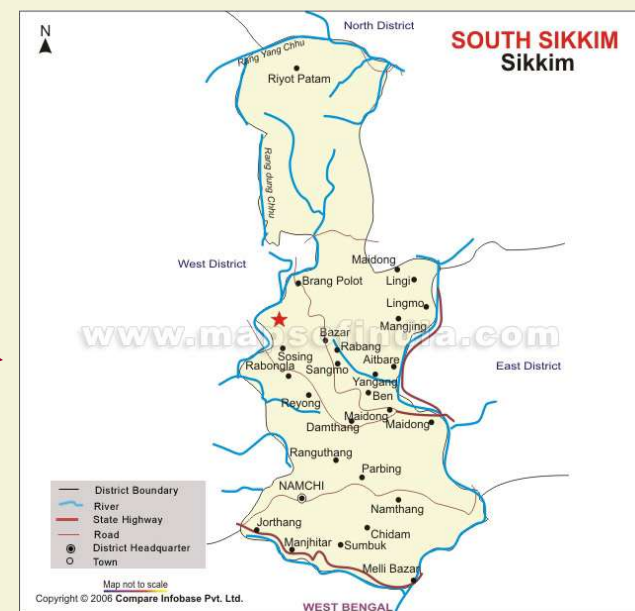 North District
SOUTH SIKKIM
Sikkim
N
Rang Yang Chhu
Riyot Patam
Rang dung Chhu
West District
Maidong
Brang Polot
Lingi
Lingmo
Mangjing
www.mapsofindia.com
Bazar
Rabang
Sosing
Aitbare
Rabongla
Sangmo
East District
Yangang
Reyong
Ben
Maidong
Damthang
Maidong
Ranguthang
Parbing
NAMCHI
Namthang
Jorthang
Chidam
Manjhitar
Sumbuk
Melli Bazar
District Boundary
River
State Highway
Road
District Headquarter
Town
Map not to scale
Copyright © 2006 Compare Infobase Pvt. Ltd.
WEST BENGAL